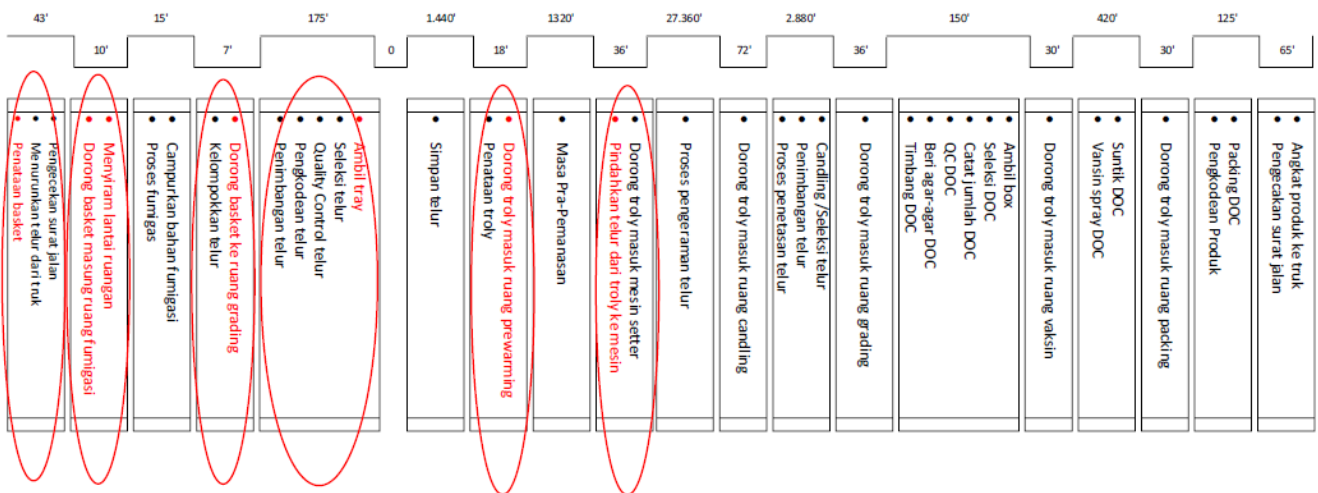 43'
15'
175'
1.440'
1320'
27.360'
2.880'
150'
420'
125'
10'
7'
0
18'
36'
72'
36'
30'
30'
65'
• Pengecekan surat jalan
• Menurunkan telur dari truk
• Penataan basket
• Menyiram lantai ruangan
• Dorong basket masung ruang fumigasi
• Campurkan bahan fumigasi
• Proses fumigas
• Dorong basket ke ruang grading
• Kelompokkan telur
• Ambil tray
• Seleksi telur
• Quality Control telur
• Pengkodean telur
• Penimbangan telur
• Simpan telur
• Dorong troly masuk ruang prewarming
• Penataan troly
• Masa Pra-Pemanasan
• Dorong troly masuk mesin setter
• Pindahkan telur dari troly ke mesin
• Proses pengeraman telur
• Dorong troly masuk ruang candling
• Candling /Seleksi telur
• Penimbangan telur
• Proses penetasan telur
• Dorong troly masuk ruang grading
• Ambil box
• Seleksi DOC
• Catat jumlah DOC
• QC DOC
• Beri agar-agar DOC
• Timbang DOC
• Dorong troly masuk ruang vaksin
• Suntik DOC
• Vansin spray DOC
• Dorong troly masuk ruang packing
• Packing DOC
• Pengkodean Produk
• Angkat produk ke truk
• Pengecakan surat jalan